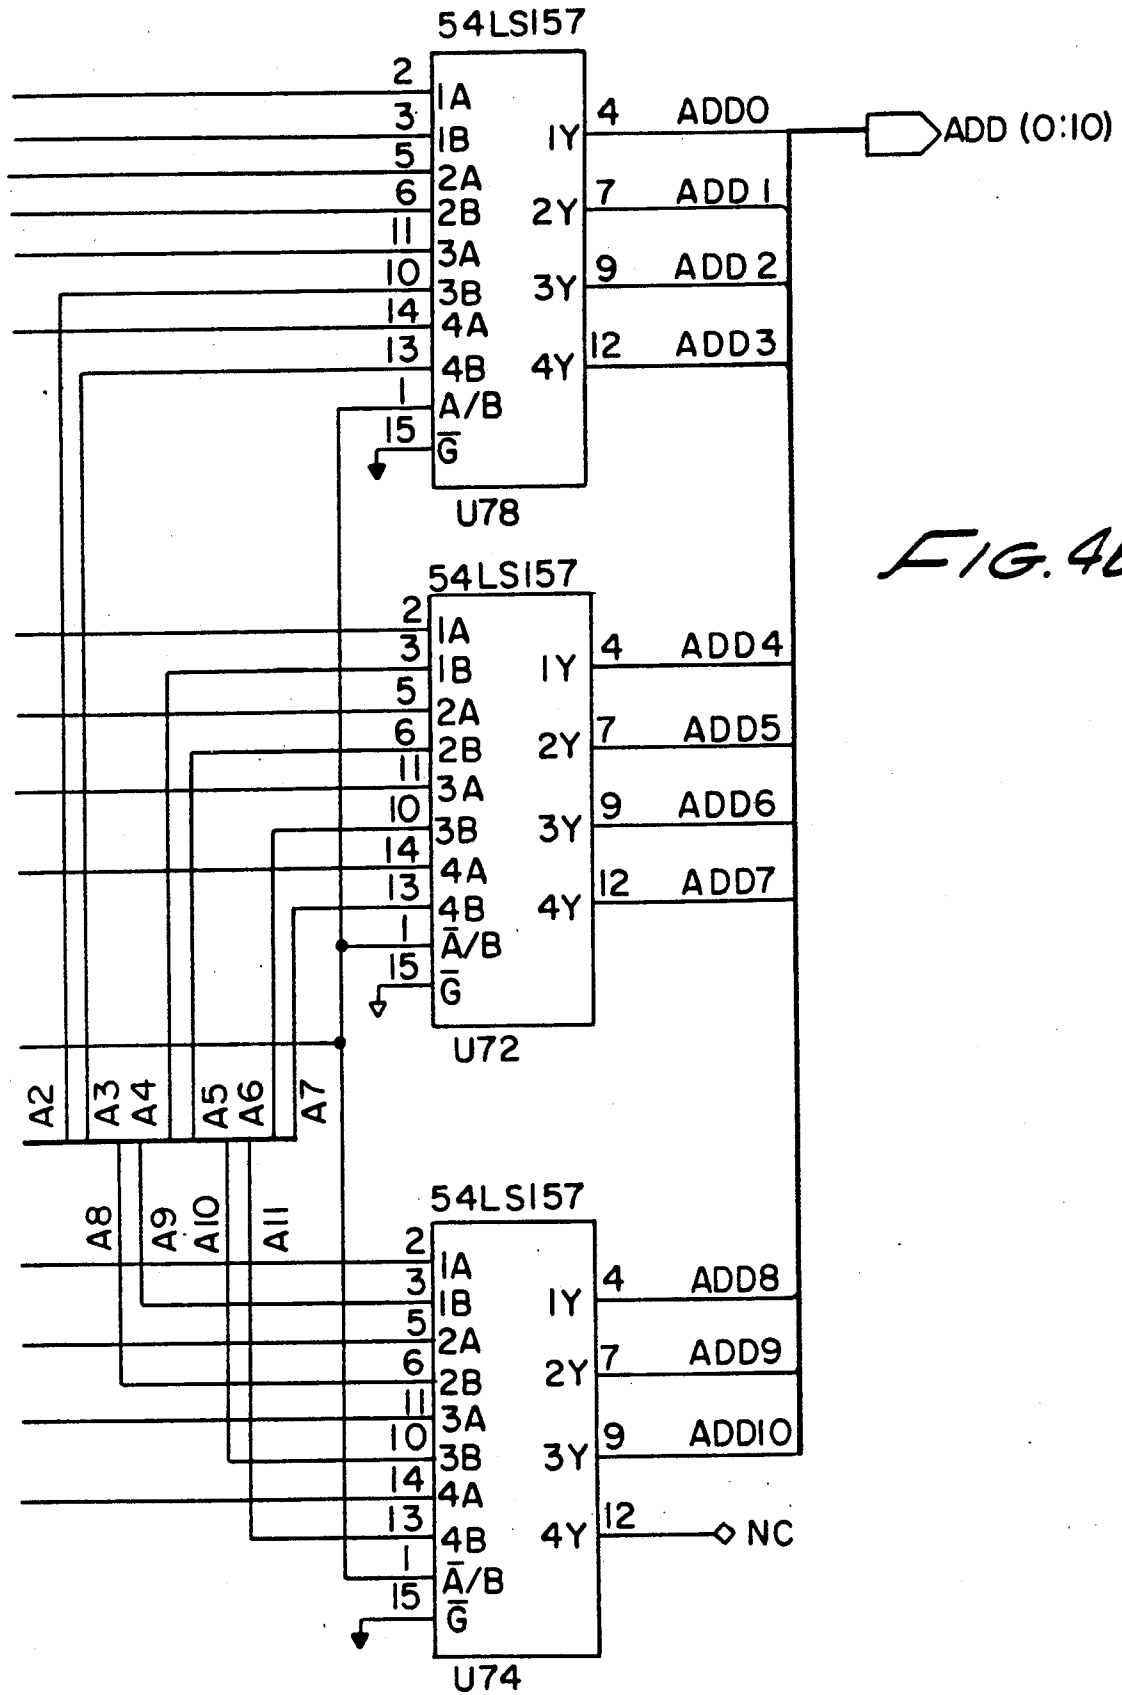 54LS157
2 1A
3 1B
5 2A
6 2B
11 3A
10 3B
14 4A
13 4B
1 A/B
15 G̅
1Y 4 ADD0
2Y 7 ADD1
3Y 9 ADD2
4Y 12 ADD3
ADD (0:10)
U78
FIG. 4
54LS157
2 1A
3 1B
5 2A
6 2B
11 3A
10 3B
14 4A
13 4B
1 A̅/B
15 G̅
1Y 4 ADD4
2Y 7 ADD5
3Y 9 ADD6
4Y 12 ADD7
U72
A2
A3
A4
A5
A6
A7
A8
A9
A10
A11
54LS157
2 1A
3 1B
5 2A
6 2B
11 3A
10 3B
14 4A
13 4B
1 A̅/B
15 G̅
1Y 4 ADD8
2Y 7 ADD9
3Y 9 ADD10
4Y 12 NC
U74